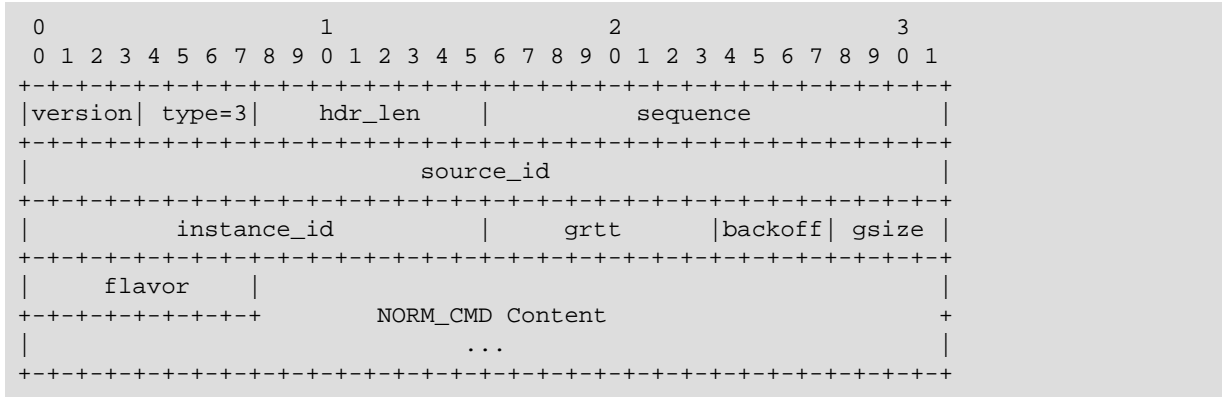 0                   1                   2                   3
 0 1 2 3 4 5 6 7 8 9 0 1 2 3 4 5 6 7 8 9 0 1 2 3 4 5 6 7 8 9 0 1
+-+-+-+-+-+-+-+-+-+-+-+-+-+-+-+-+-+-+-+-+-+-+-+-+-+-+-+-+-+-+-+-+
|version| type=3|    hdr_len    |          sequence             |
+-+-+-+-+-+-+-+-+-+-+-+-+-+-+-+-+-+-+-+-+-+-+-+-+-+-+-+-+-+-+-+-+
|                           source_id                           |
+-+-+-+-+-+-+-+-+-+-+-+-+-+-+-+-+-+-+-+-+-+-+-+-+-+-+-+-+-+-+-+-+
|          instance_id          |     grtt      |backoff| gsize |
+-+-+-+-+-+-+-+-+-+-+-+-+-+-+-+-+-+-+-+-+-+-+-+-+-+-+-+-+-+-+-+-+
|     flavor    |                                               |
+-+-+-+-+-+-+-+-+        NORM_CMD Content                       +
|                              ...                              |
+-+-+-+-+-+-+-+-+-+-+-+-+-+-+-+-+-+-+-+-+-+-+-+-+-+-+-+-+-+-+-+-+